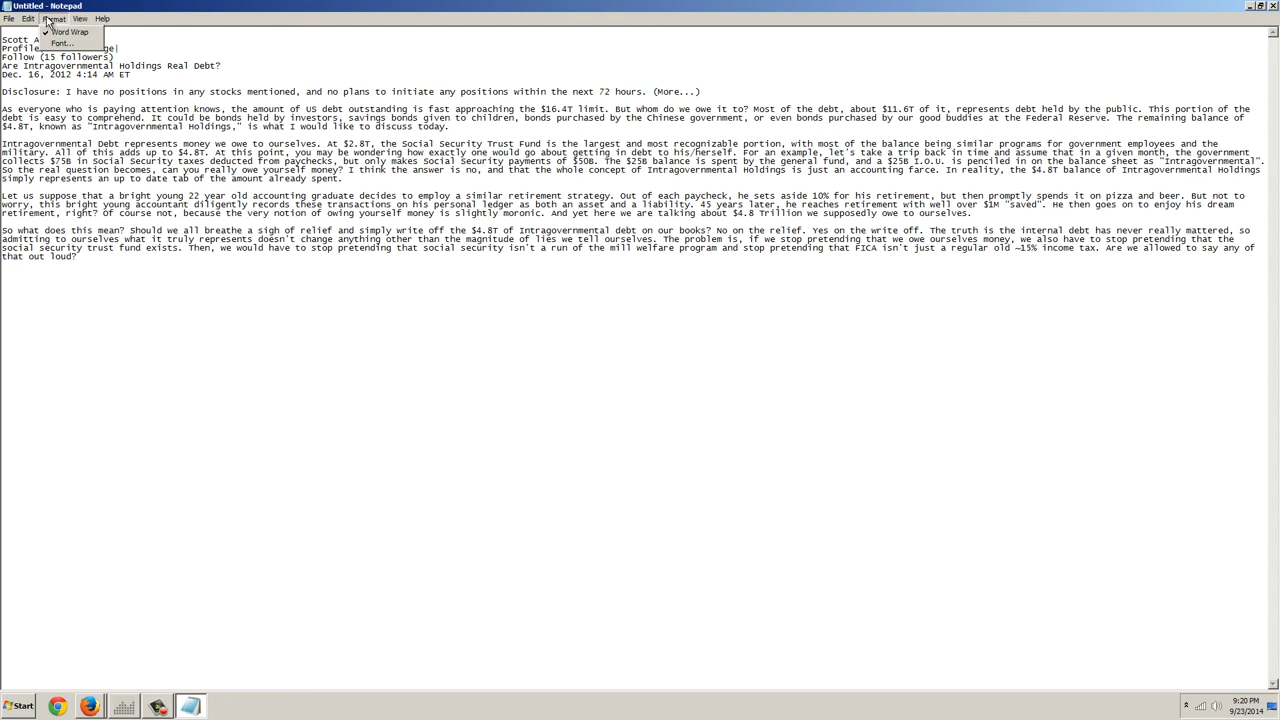 Untitled - Notepad
File Edit Format View Help
Word Wrap
Font...
Scott A
Profile
Follow (15 followers)
Are Intragovernmental Holdings Real Debt?
Dec. 16, 2012 4:14 AM ET
Disclosure: I have no positions in any stocks mentioned, and no plans to initiate any positions within the next 72 hours. (More...)
As everyone who is paying attention knows, the amount of US debt outstanding is fast approaching the $16.4T limit. But whom do we owe it to? Most of the debt, about $11.6T of it, represents debt held by the public. This portion of the
debt is easy to comprehend. It could be bonds held by investors, savings bonds given to children, bonds purchased by the Chinese government, or even bonds purchased by our good buddies at the Federal Reserve. The remaining balance of
$4.8T, known as "Intragovernmental Holdings," is what I would like to discuss today.
Intragovernmental Debt represents money we owe to ourselves. At $2.8T, the Social Security Trust Fund is the largest and most recognizable portion, with most of the balance being similar programs for government employees and the
military. All of this adds up to $4.8T. At this point, you may be wondering how exactly one would go about getting in debt to his/herself. For an example, let's take a trip back in time and assume that in a given month, the government
collects $75B in Social Security taxes deducted from paychecks, but only makes Social Security payments of $50B. The $25B balance is spent by the general fund, and a $25B I.O.U. is penciled in on the balance sheet as "Intragovernmental".
So the real question becomes, can you really owe yourself money? I think the answer is no, and that the whole concept of Intragovernmental Holdings is just an accounting farce. In reality, the $4.8T balance of Intragovernmental Holdings
simply represents an up to date tab of the amount already spent.
Let us suppose that a bright young 22 year old accounting graduate decides to employ a similar retirement strategy. Out of each paycheck, he sets aside 10% for his retirement, but then promptly spends it on pizza and beer. But not to
worry, this bright young accountant diligently records these transactions on his personal ledger as both an asset and a liability. 45 years later, he reaches retirement with well over $1M "saved". He then goes on to enjoy his dream
retirement, right? Of course not, because the very notion of owing yourself money is slightly moronic. And yet here we are talking about $4.8 Trillion we supposedly owe to ourselves.
So what does this mean? Should we all breathe a sigh of relief and simply write off the $4.8T of Intragovernmental debt on our books? No on the relief. Yes on the write off. The truth is the internal debt has never really mattered, so
admitting to ourselves what it truly represents doesn't change anything other than the magnitude of lies we tell ourselves. The problem is, if we stop pretending that we owe ourselves money, we also have to stop pretending that the
social security trust fund exists. Then, we would have to stop pretending that social security isn't a run of the mill welfare program and stop pretending that FICA isn't just a regular old ~15% income tax. Are we allowed to say any of
that out loud?
Start
9:20 PM
9/23/2014